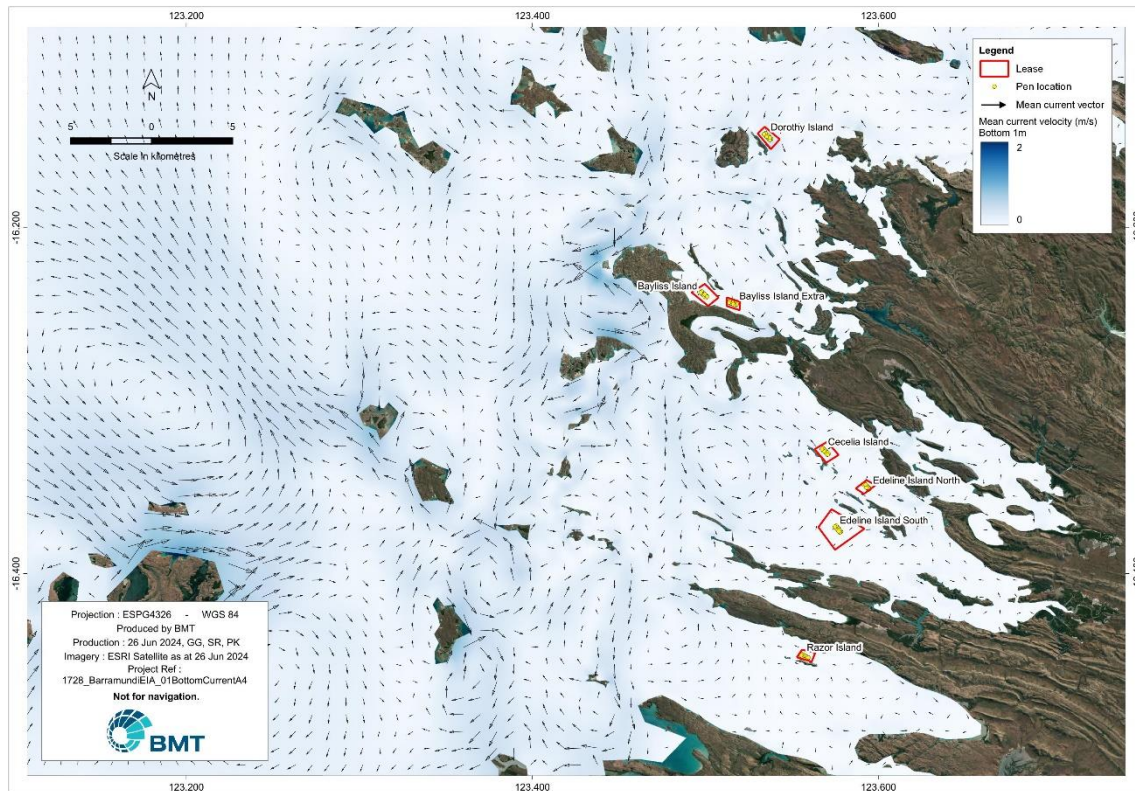 123.200
123.400
123.600
N
5
0
5
Scale in kilometres
Legend
Lease
Pen location
Mean current vector
Mean current velocity (m/s)
Bottom 1m
2
0
Dorothy Island
-16.200
Bayliss Island
Bayliss Island Extra
Cecelia Island
Edeline Island North
Edeline Island South
-16.400
Razor Island
Projection : ESPG4326 - WGS 84
Produced by BMT
Production : 26 Jun 2024, GG, SR, PK
Imagery : ESRI Satellite as at 26 Jun 2024
Project Ref :
1728_BarramundiEIA_01BottomCurrentA4
Not for navigation.
BMT
123.200
123.400
123.600